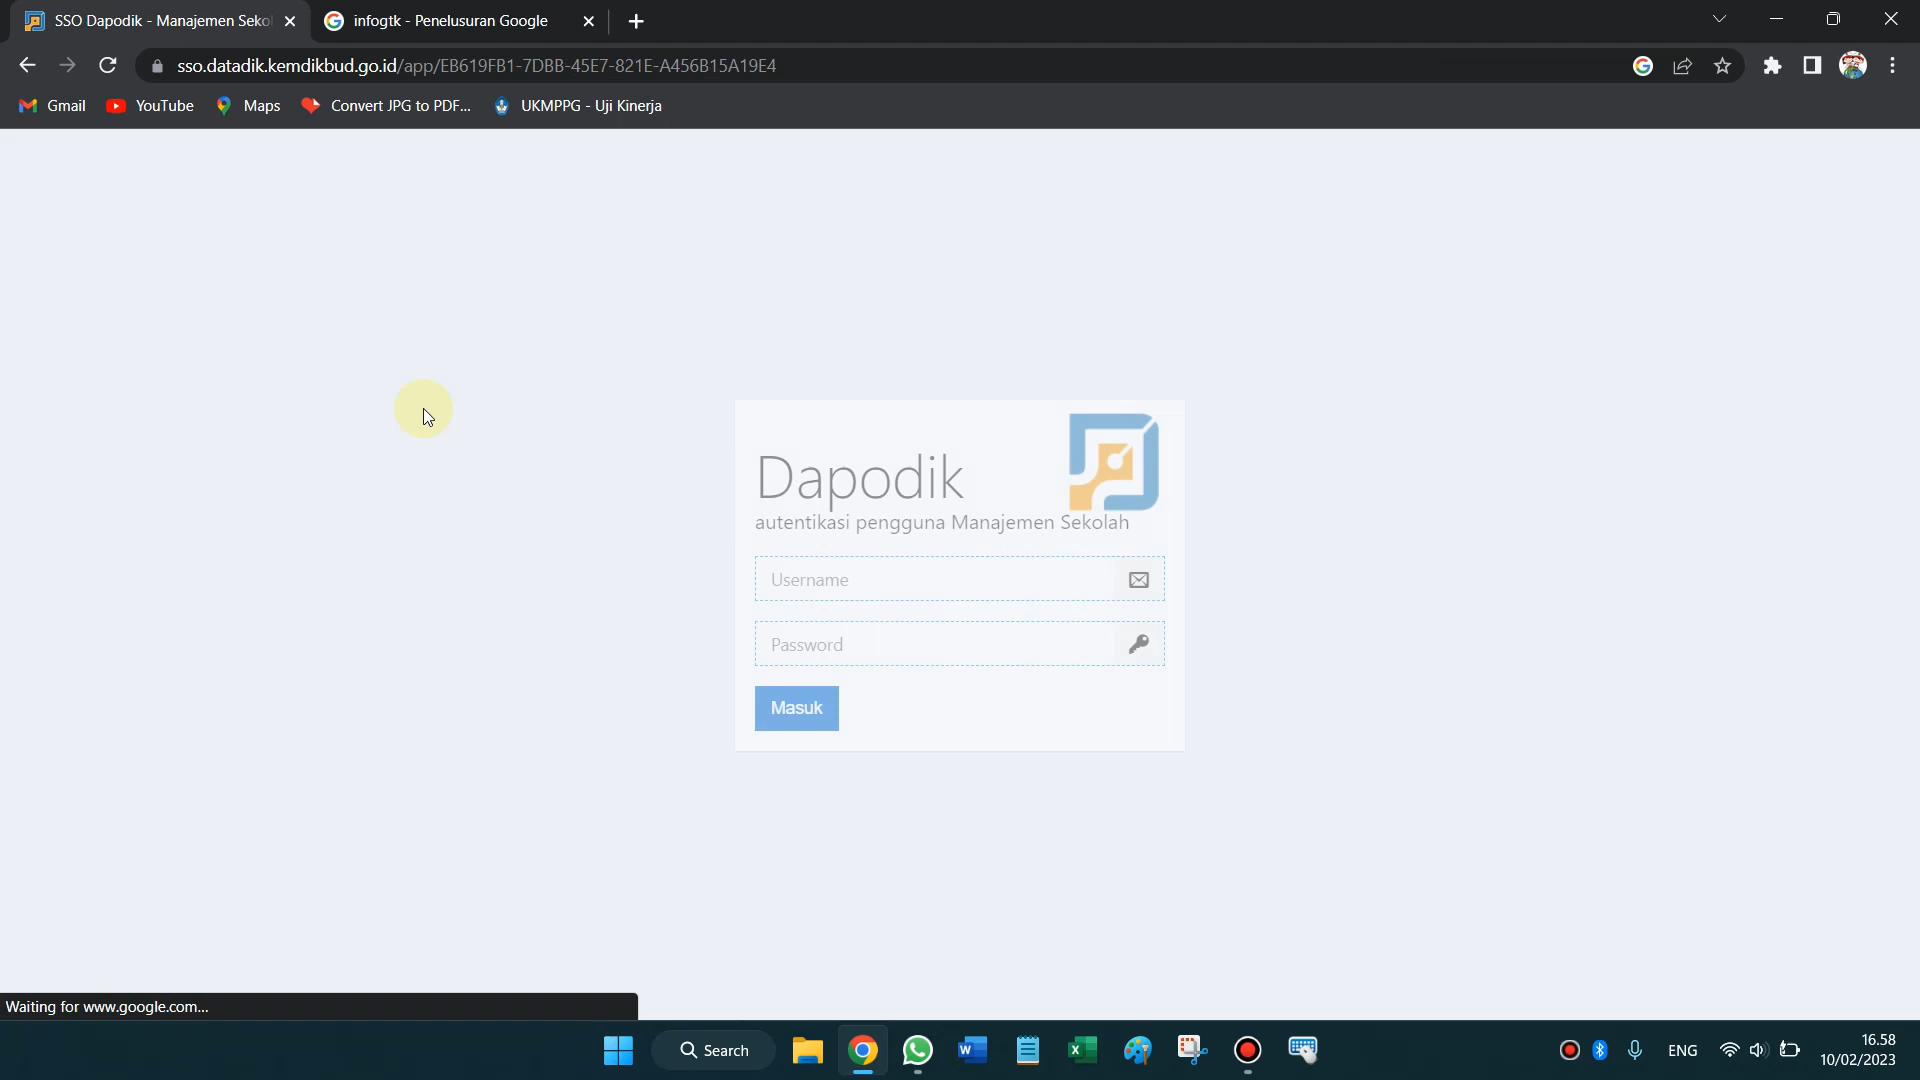 SSO Dapodik - Manajemen Seko
infogtk - Penelusuran Google
sso.datadik.kemdikbud.go.id/app/EB619FB1-7DBB-45E7-821E-A456B15A19E4
Gmail
YouTube
Maps
Convert JPG to PDF...
UKMPPG - Uji Kinerja
Dapodik
autentikasi pengguna Manajemen Sekolah
Username
Password
Masuk
Waiting for www.google.com...
Search
ENG
16.58
10/02/2023